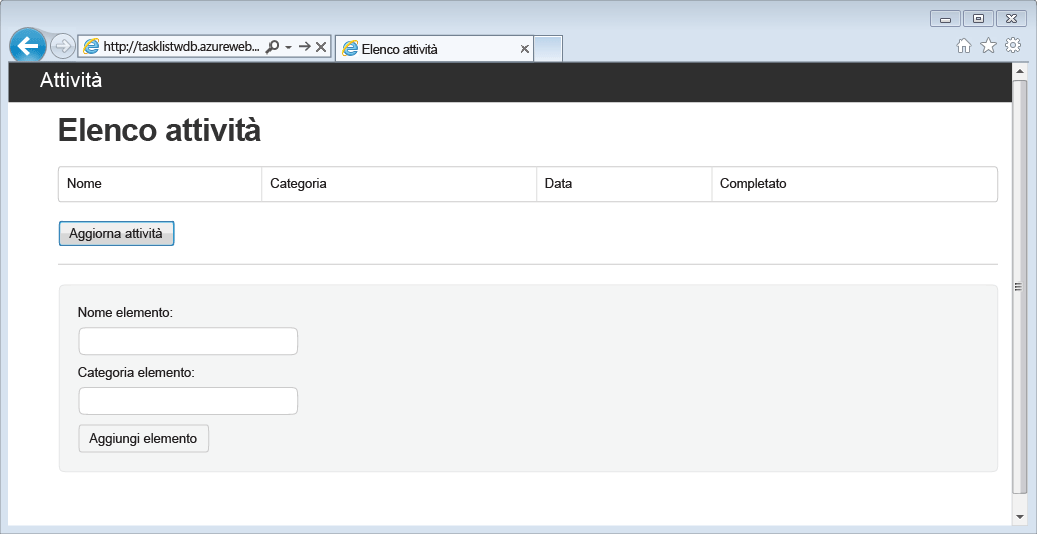 http://tasklistwdb.azureweb...
Elenco attività
Attività
Elenco attività
Nome Categoria Data Completato
Aggiorna attività
Nome elemento:
Categoria elemento:
Aggiungi elemento